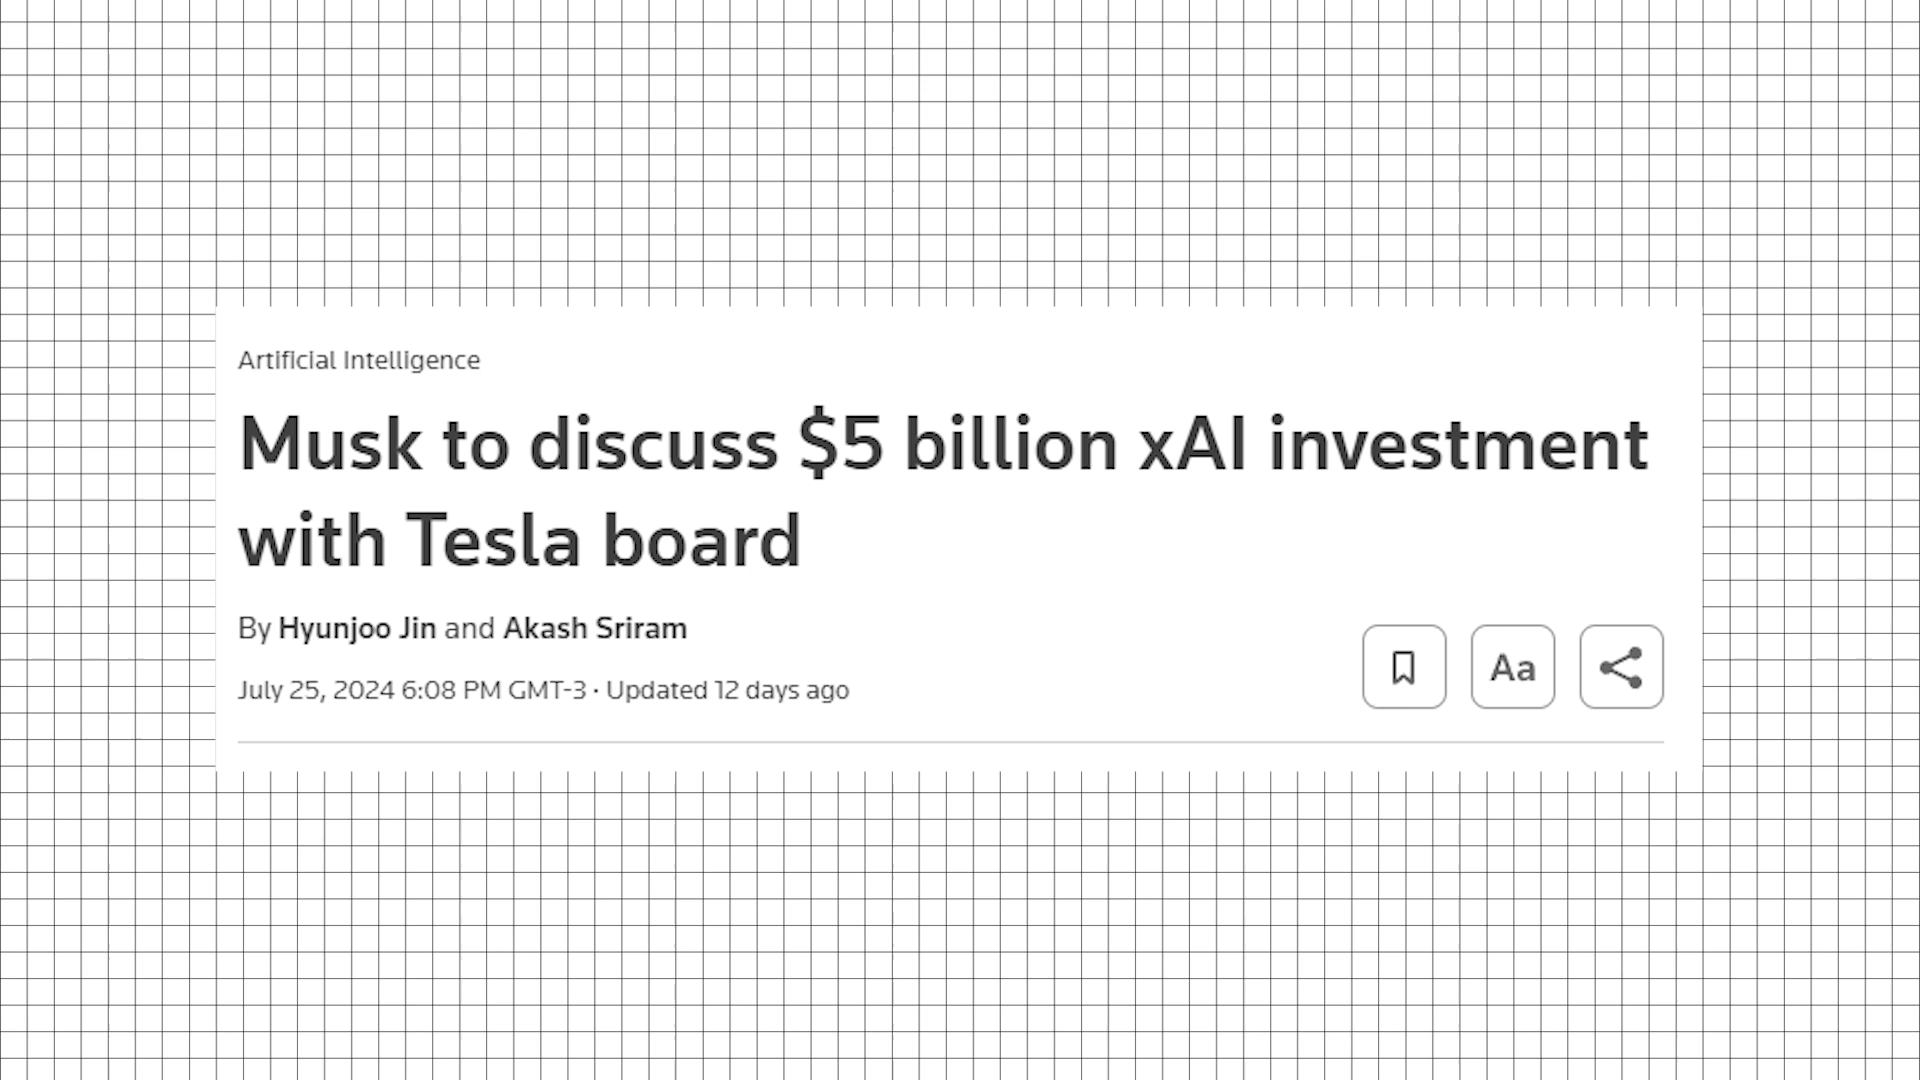 Artificial Intelligence
Musk to discuss $5 billion xAI investment
with Tesla board
By Hyunjoo Jin and Akash Sriram
July 25, 2024 6:08 PM GMT-3 · Updated 12 days ago
Aa